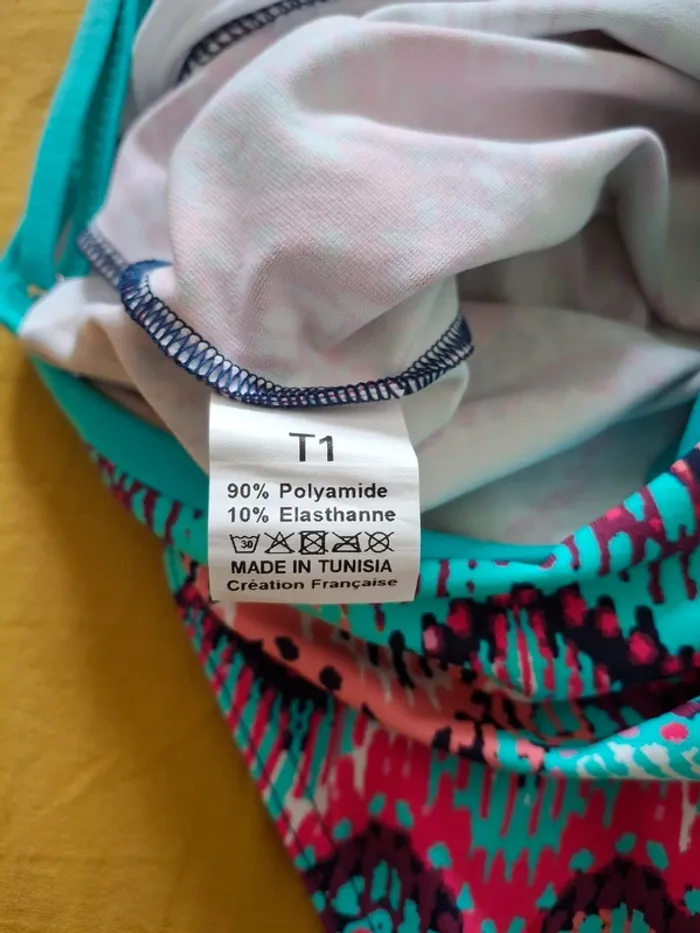 T1
90% Polyamide
10% Elasthanne
30
MADE IN TUNISIA
Création Française